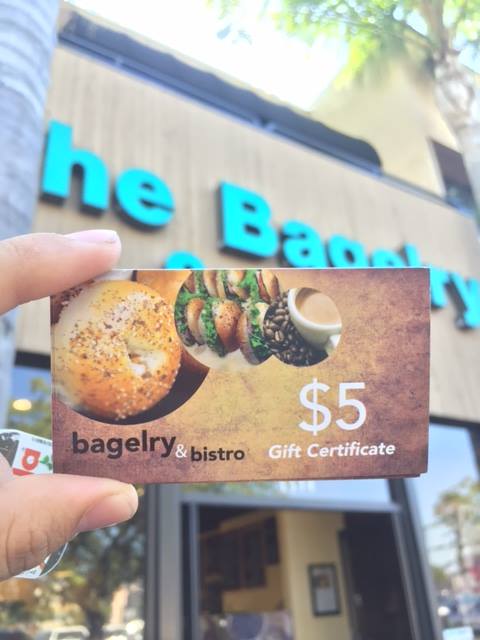 he Bagelry
&
bagelry & bistro
$5
Gift Certificate